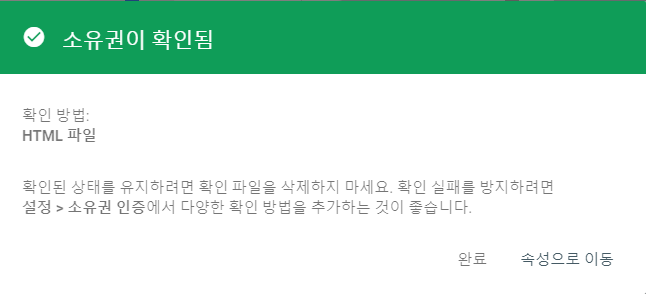 소유권이 확인됨
확인 방법:
HTML 파일
확인된 상태를 유지하려면 확인 파일을 삭제하지 마세요. 확인 실패를 방지하려면
설정 > 소유권 인증에서 다양한 확인 방법을 추가하는 것이 좋습니다.
완료 속성으로 이동